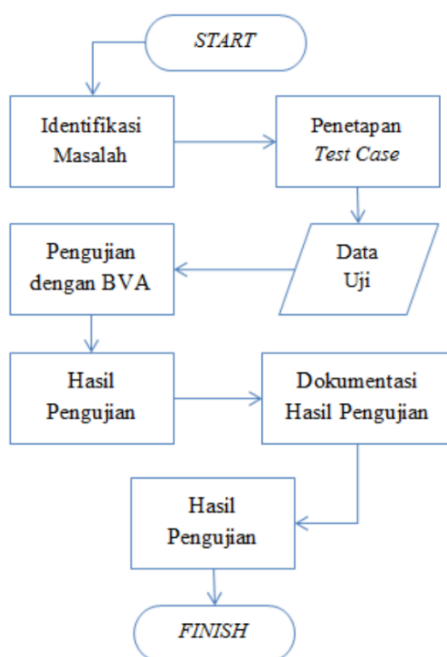 START
Identifikasi
Masalah
Penetapan
Test Case
Data
Uji
Pengujian
dengan BVA
Hasil
Pengujian
Dokumentasi
Hasil Pengujian
Hasil
Pengujian
FINISH